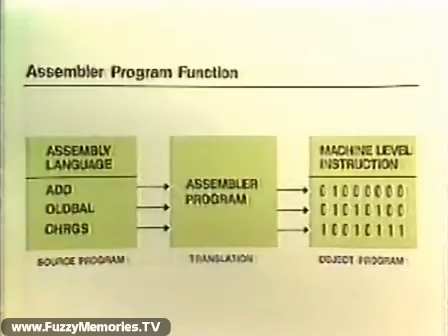 Assembler Program Function
ASSEMBLY
LANGUAGE
ADD
OLDBAL
CHRGS
SOURCE PROGRAM
ASSEMBLER
PROGRAM
TRANSLATION
MACHINE LEVEL
INSTRUCTION
01000000
01010100
10010111
OBJECT PROGRAM
www.FuzzyMemories.TV